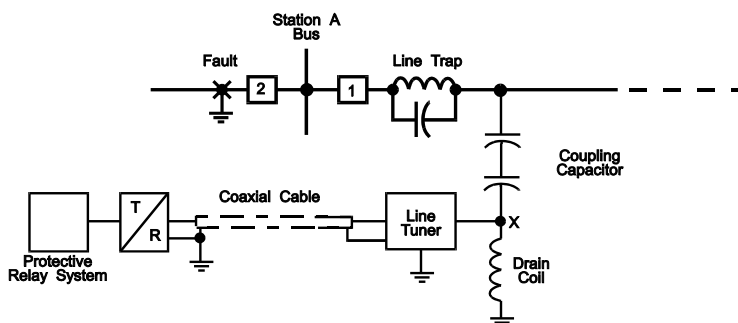 Station A
Bus
Fault
Line Trap
2
1
Coupling
Capacitor
Coaxial Cable
T
R
Line
Tuner
X
Protective
Relay System
Drain
Coil